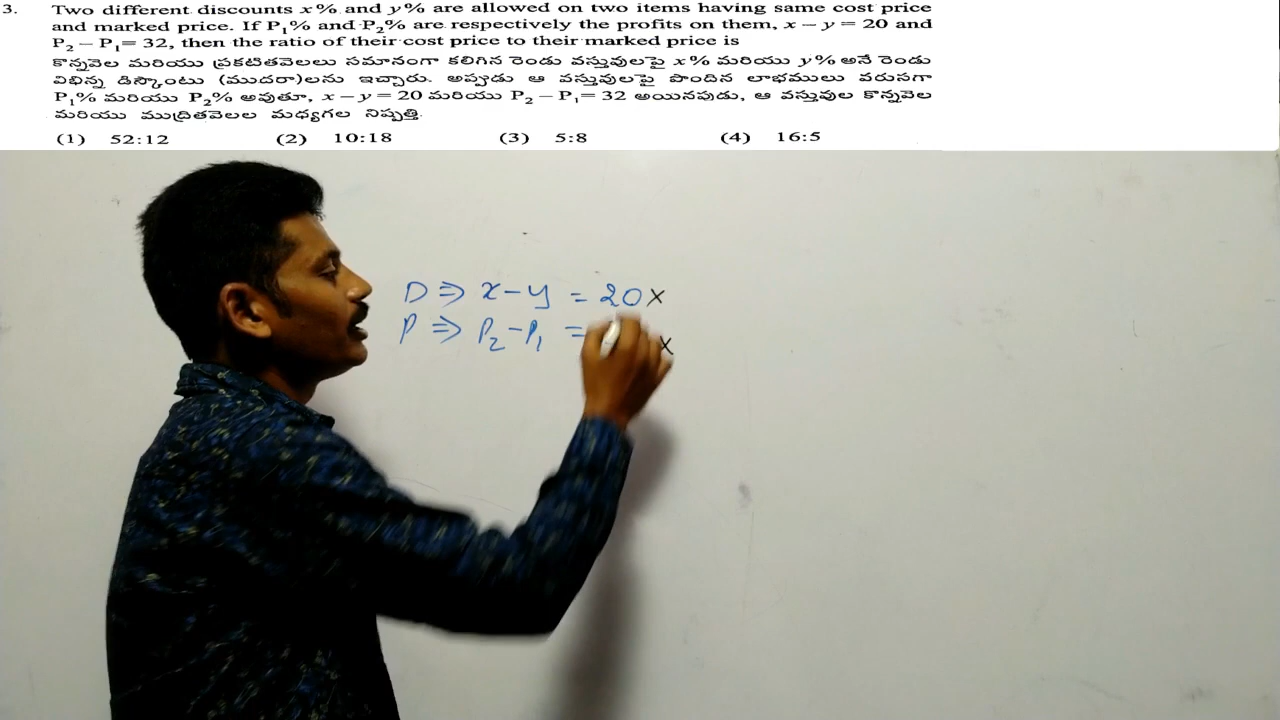 3. Two different discounts x% and y% are allowed on two items having same cost price
and marked price. If P₁% and P₂% are respectively the profits on them, x − y = 20 and
P₂ − P₁ = 32, then the ratio of their cost price to their marked price is
కొన్నవెల మరియు ప్రకటితవెలలు సమానంగా కలిగిన రెండు వస్తువులపై x% మరియు y% అనే రెండు
విభిన్న డిస్కౌంటు (ముదరా)లను ఇచ్చారు. అప్పుడు ఆ వస్తువులపై పొందిన లాభములు వరుసగా
P₁% మరియు P₂% అవుతూ, x − y = 20 మరియు P₂ − P₁ = 32 అయినపుడు, ఆ వస్తువుల కొన్నవెల
మరియు ముద్రితవెలల మధ్యగల నిష్పత్తి.
(1) 52:12 (2) 10:18 (3) 5:8 (4) 16:5
D ⇒ x − y = 20 x
P ⇒ P₂ − P₁ = x